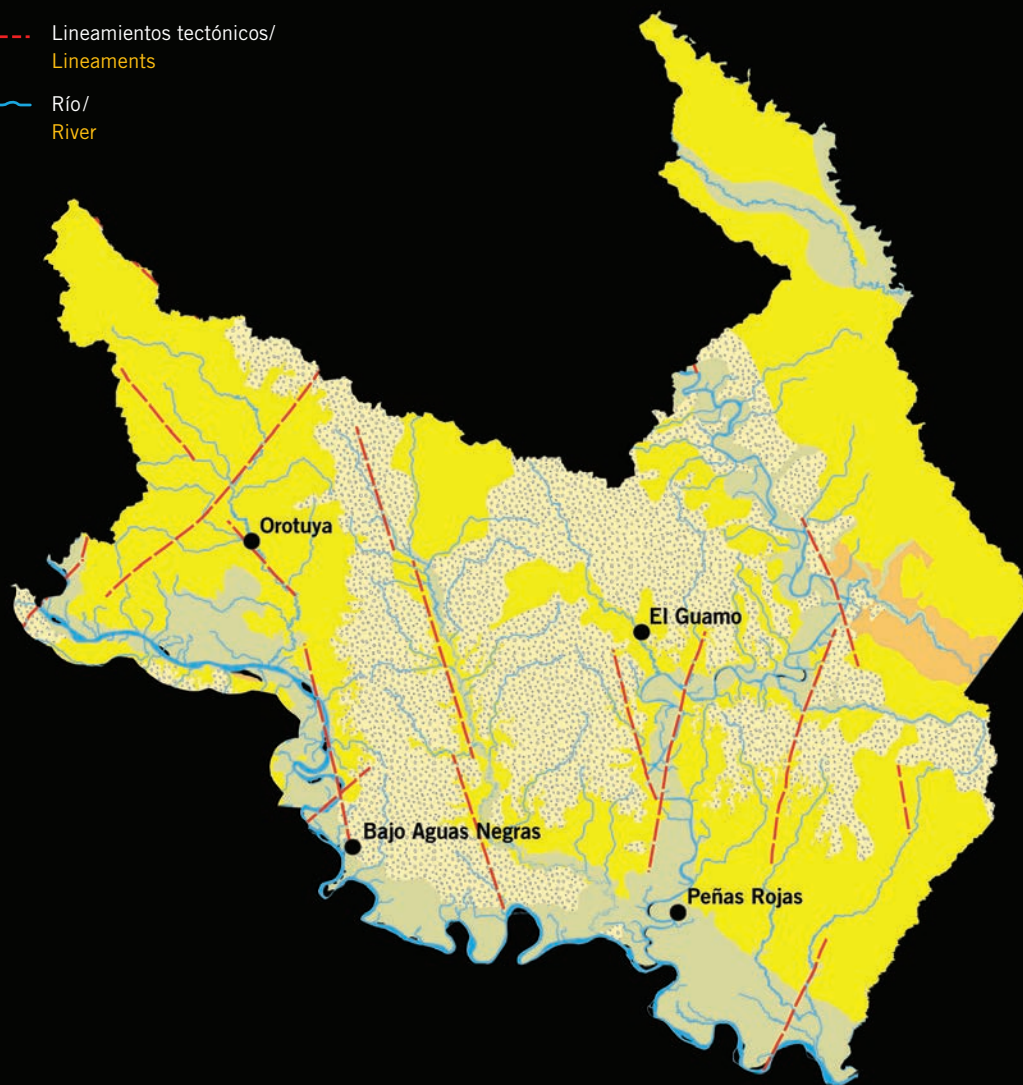 Lineamientos tectónicos/
Lineaments
Río/
River
Orotuya
El Guamo
Bajo Aguas Negras
Peñas Rojas